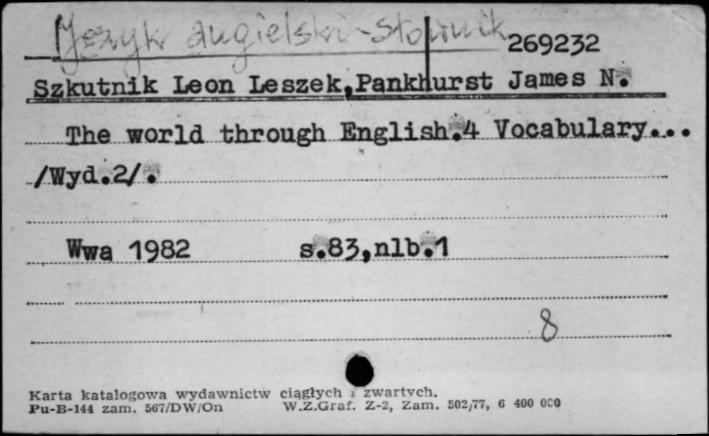 Język angielski - słownik
269232
Szkutnik Leon Leszek,Pankhurst James N.
The world through English.4 Vocabulary...
/Wyd.2/.
Wwa 1982 s.83,nlb.1
8
Karta katalogowa wydawnictw ciągłych i zwartych.
Pu-B-144 zam. 567/DW/On W.Z.Graf. Z-2, Zam. 502/77, 6 400 000